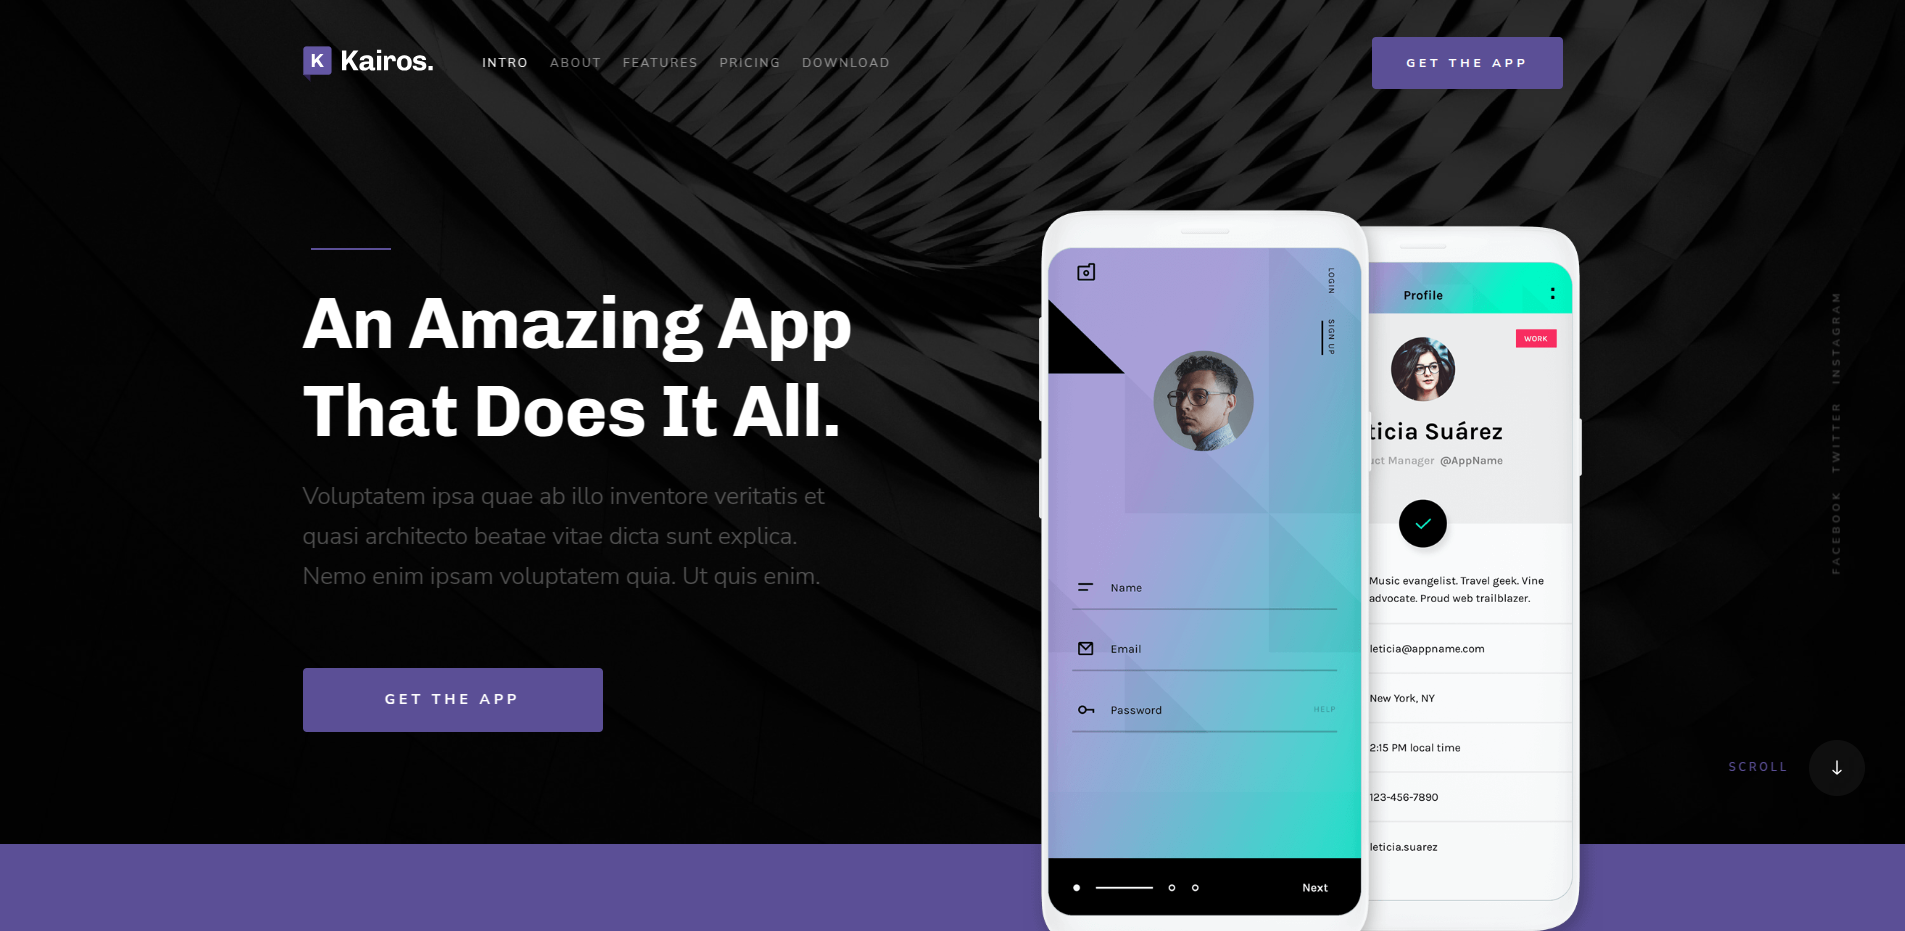 K Kairos.
INTRO ABOUT FEATURES PRICING DOWNLOAD
GET THE APP
An Amazing App
That Does It All.
Voluptatem ipsa quae ab illo inventore veritatis et
quasi architecto beatae vitae dicta sunt explica.
Nemo enim ipsam voluptatem quia. Ut quis enim.
GET THE APP
LOGIN
SIGN UP
Name
Email
Password
HELP
Next
Profile
WORK
ticia Suárez
uct Manager @AppName
Music evangelist. Travel geek. Vine
advocate. Proud web trailblazer.
leticia@appname.com
New York, NY
2:15 PM local time
123-456-7890
leticia.suarez
FACEBOOK TWITTER INSTAGRAM
SCROLL